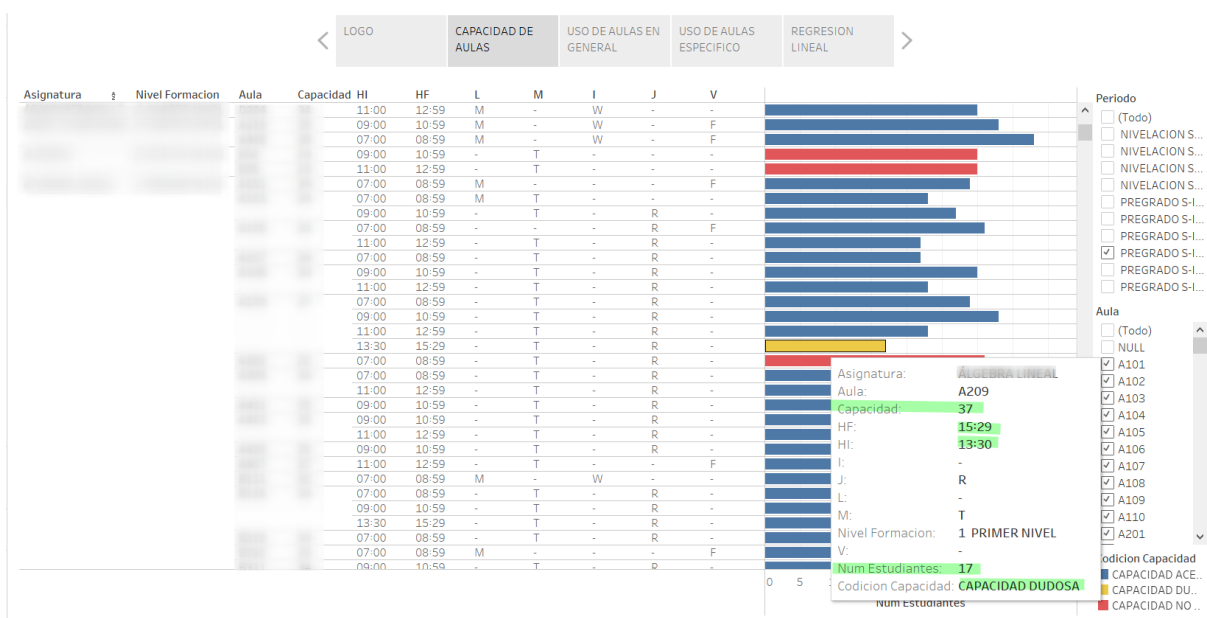 LOGO
CAPACIDAD DE AULAS
USO DE AULAS EN GENERAL
USO DE AULAS ESPECIFICO
REGRESION LINEAL
Asignatura Nivel Formacion Aula Capacidad HI HF L M I J V
11:00 12:59 M - W - -
09:00 10:59 M - W - F
07:00 08:59 M - W - F
09:00 10:59 - T - - -
11:00 12:59 - T - - -
07:00 08:59 M - - - F
07:00 08:59 M T - - -
09:00 10:59 - T - R -
07:00 08:59 - - - R F
11:00 12:59 - T - R -
07:00 08:59 - T - R -
09:00 10:59 - T - R -
11:00 12:59 - T - R -
07:00 08:59 - T - R -
09:00 10:59 - T - R -
11:00 12:59 - T - R -
13:30 15:29 - T - R -
07:00 08:59 - T - R -
07:00 08:59 - T - R -
11:00 12:59 - T - R -
09:00 10:59 - T - R -
09:00 10:59 - T - R -
11:00 12:59 - T - R -
09:00 10:59 - T - R -
11:00 12:59 - T - - F
07:00 08:59 M - W - -
07:00 08:59 - T - R -
09:00 10:59 - T - R -
13:30 15:29 - T - R -
07:00 08:59 - T - R -
07:00 08:59 M - - - F
09:00 10:59 - T - R -
0 5
Num Estudiantes
Asignatura: ÁLGEBRA LINEAL
Aula: A209
Capacidad: 37
HF: 15:29
HI: 13:30
I: -
J: R
L: -
M: T
Nivel Formacion: 1 PRIMER NIVEL
V: -
Num Estudiantes: 17
Codicion Capacidad: CAPACIDAD DUDOSA
Periodo
(Todo)
NIVELACION S...
NIVELACION S...
NIVELACION S...
NIVELACION S...
PREGRADO S-I...
PREGRADO S-I...
PREGRADO S-I...
PREGRADO S-I...
PREGRADO S-I...
PREGRADO S-I...
Aula
(Todo)
NULL
A101
A102
A103
A104
A105
A106
A107
A108
A109
A110
A201
odicion Capacidad
CAPACIDAD ACE..
CAPACIDAD DU..
CAPACIDAD NO ..